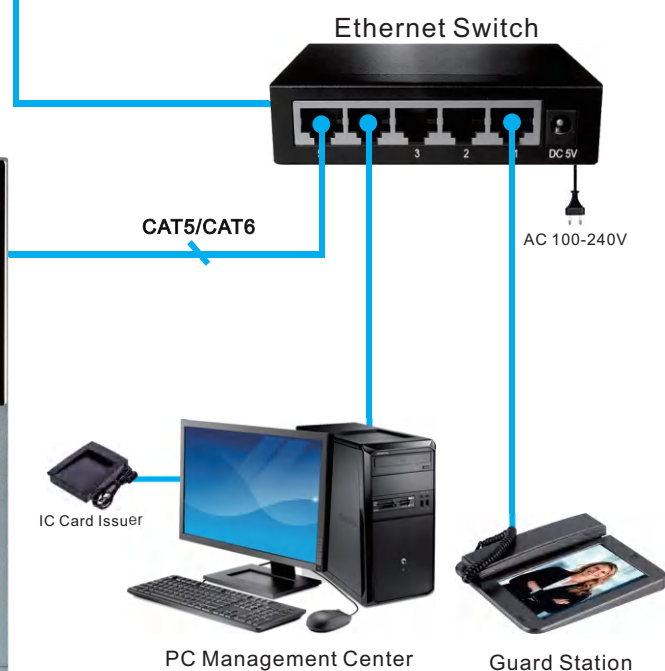 Ethernet Switch
3 2 1 DC 5V
AC 100-240V
CAT5/CAT6
IC Card Issuer
PC Management Center
Guard Station